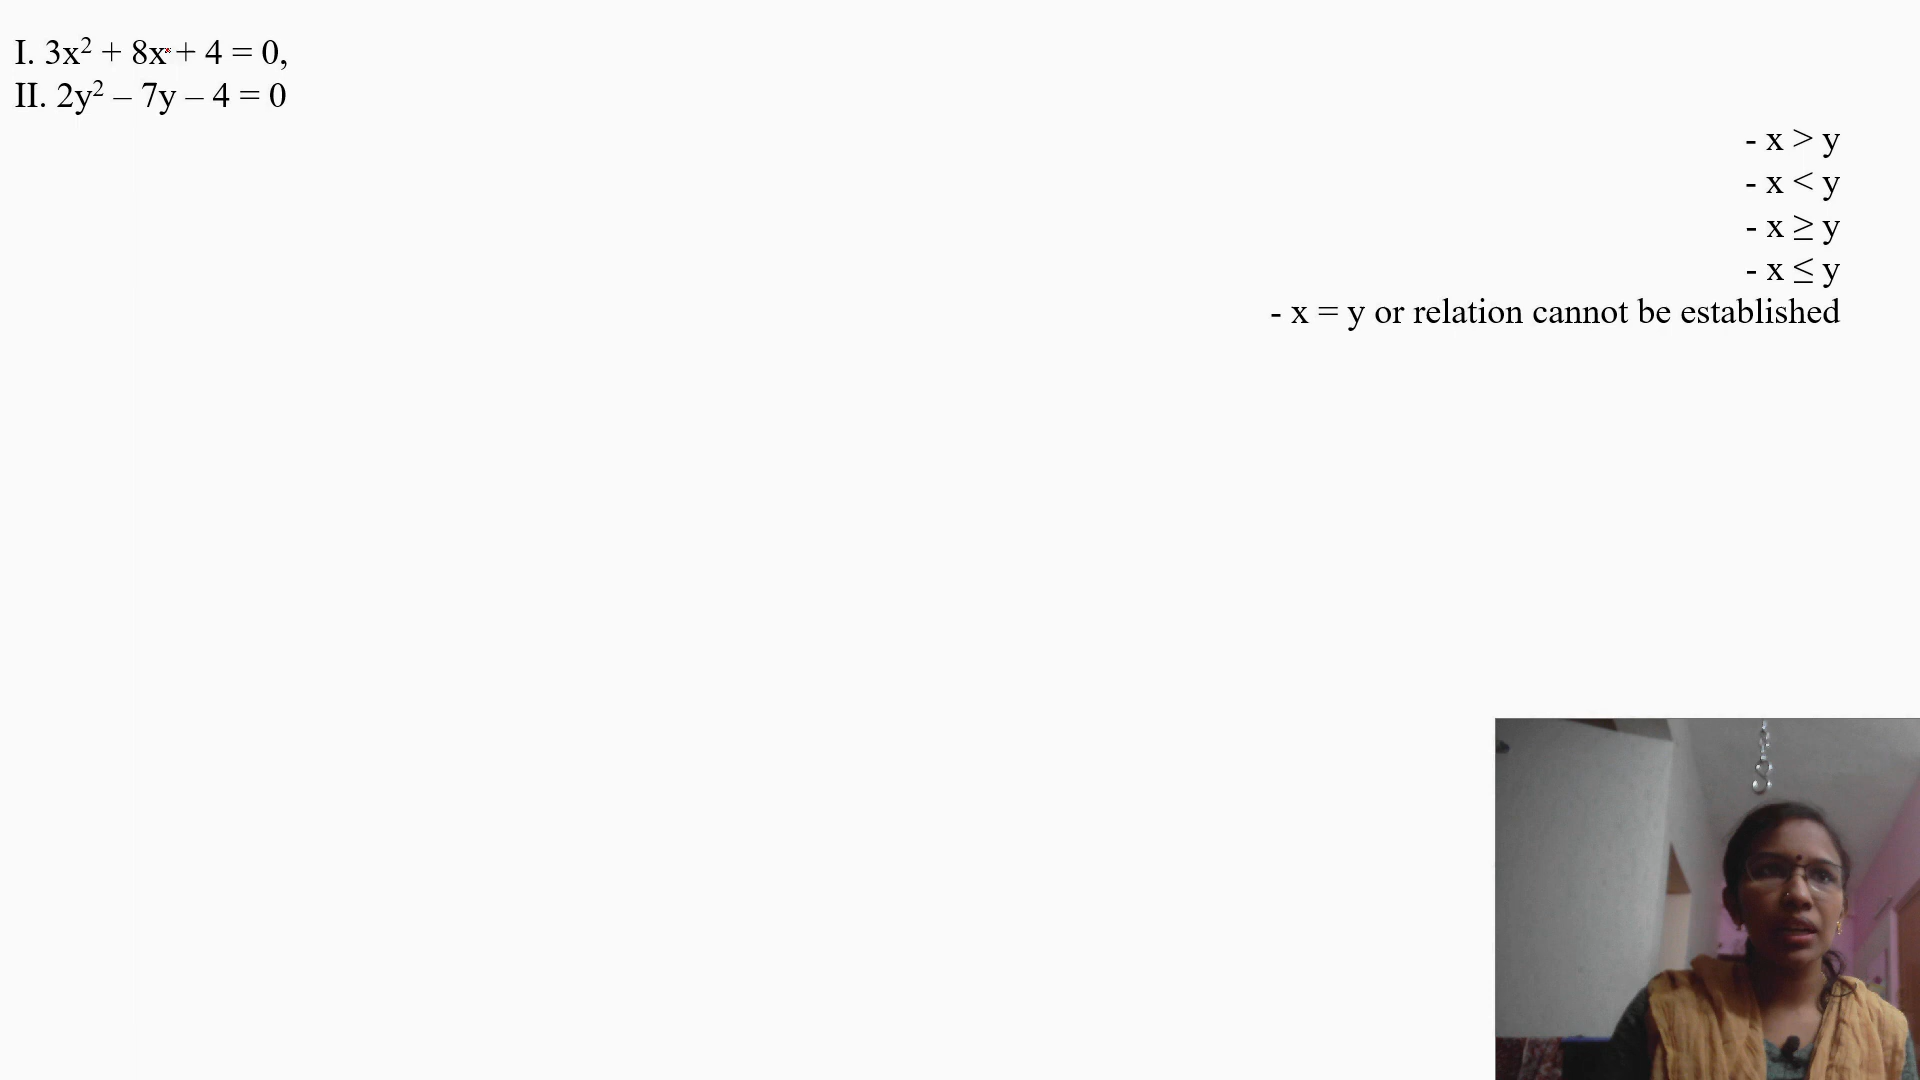 I. 3x² + 8x + 4 = 0,
II. 2y² – 7y – 4 = 0
- x > y
- x < y
- x ≥ y
- x ≤ y
- x = y or relation cannot be established